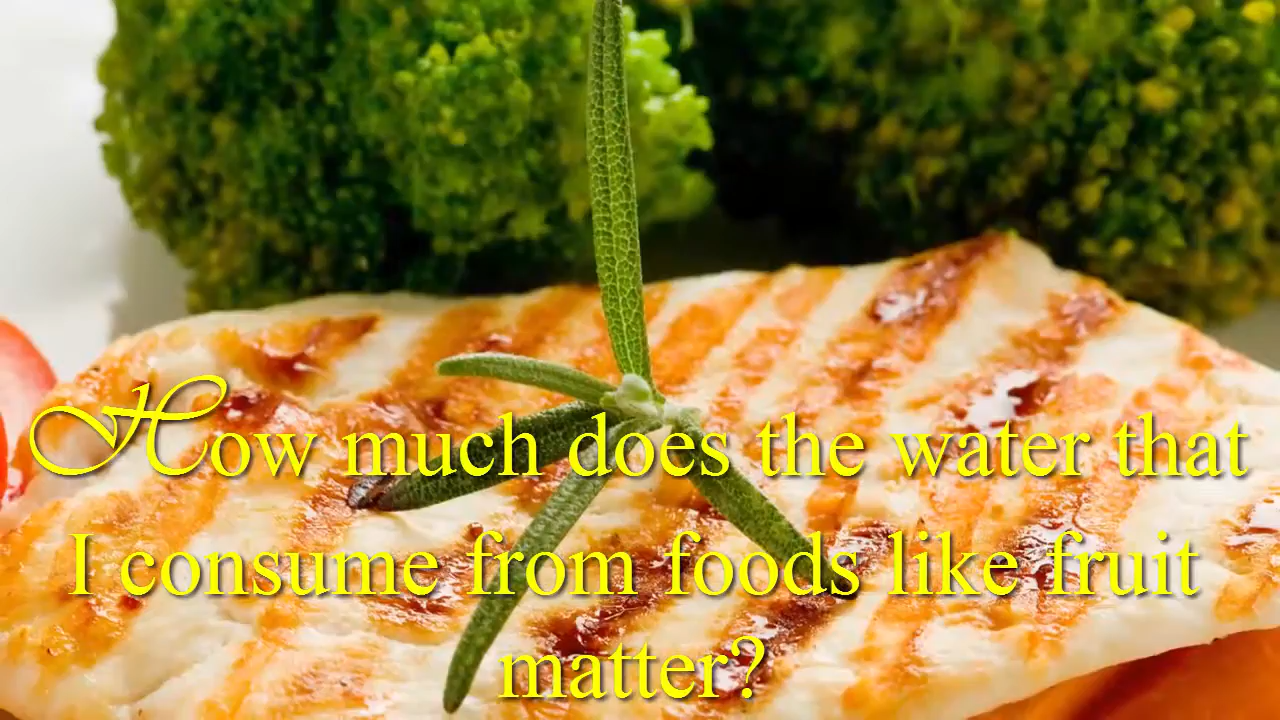 How much does the water that
I consume from foods like fruit
matter?